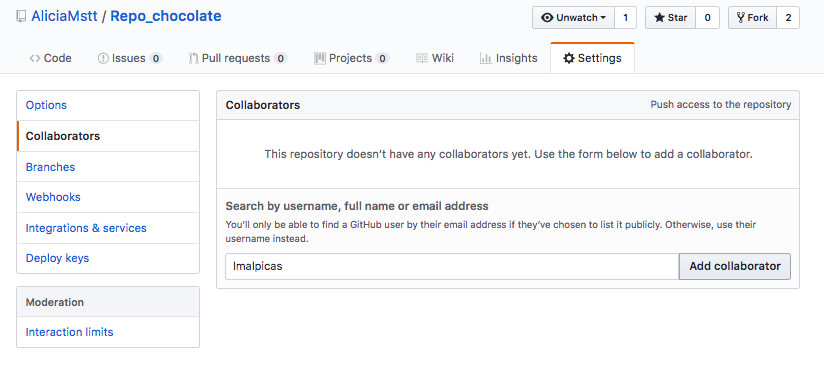 AliciaMstt / Repo_chocolate
Unwatch 1 Star 0 Fork 2
Code Issues 0 Pull requests 0 Projects 0 Wiki Insights Settings
Options
Collaborators
Branches
Webhooks
Integrations & services
Deploy keys
Moderation
Interaction limits
Collaborators Push access to the repository
This repository doesn't have any collaborators yet. Use the form below to add a collaborator.
Search by username, full name or email address
You'll only be able to find a GitHub user by their email address if they've chosen to list it publicly. Otherwise, use their
username instead.
lmalpicas Add collaborator